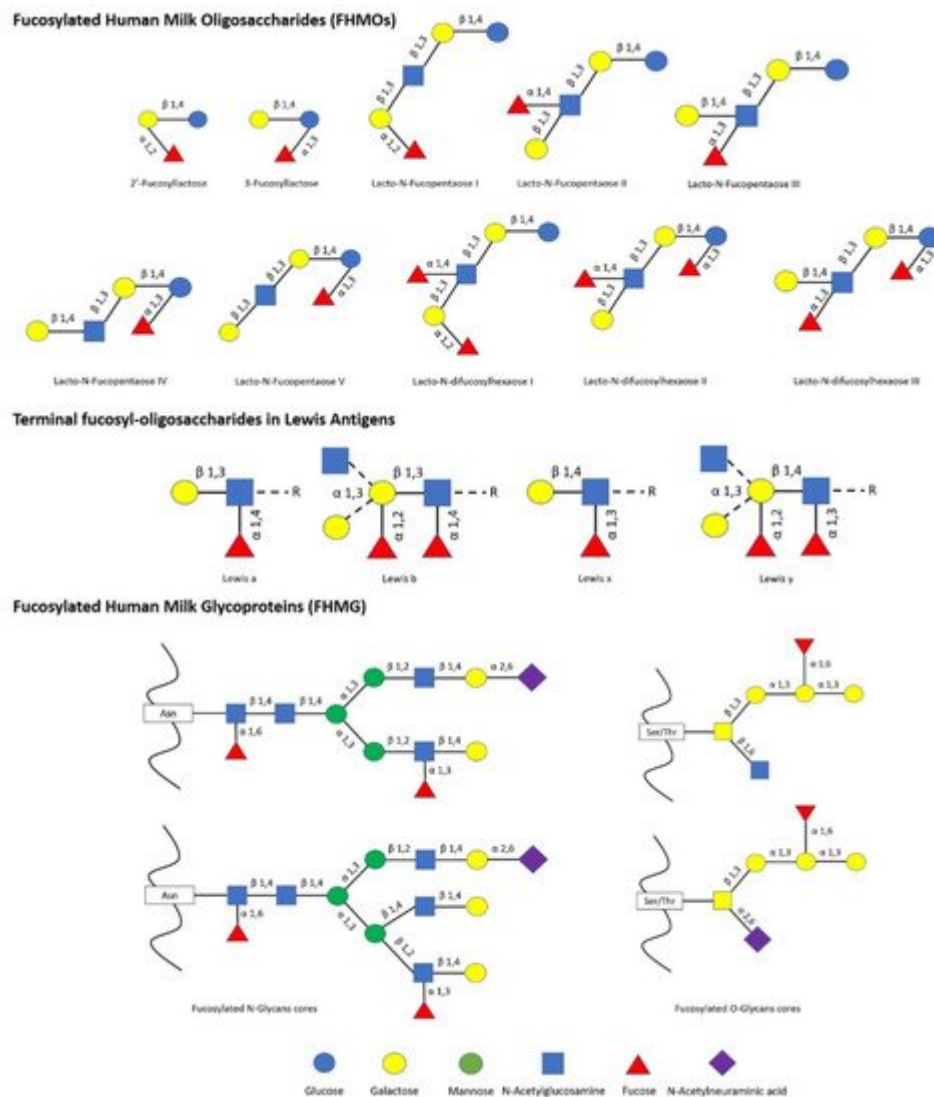 Fucosylated Human Milk Oligosaccharides (FHMOs)
β 1,4
α 1,2
2'-Fucosyllactose
β 1,4
α 1,3
3-Fucosyllactose
β 1,4
β 1,3
β 1,3
α 1,2
Lacto-N-Fucopentaose I
β 1,4
β 1,3
α 1,4
β 1,3
Lacto-N-Fucopentaose II
β 1,4
β 1,3
β 1,4
α 1,3
Lacto-N-Fucopentaose III
β 1,4
β 1,3
α 1,3
β 1,4
Lacto-N-Fucopentaose IV
β 1,4
β 1,3
α 1,3
β 1,3
Lacto-N-Fucopentaose V
β 1,4
β 1,3
α 1,4
β 1,3
α 1,2
Lacto-N-difucosylhexaose I
β 1,4
β 1,3
α 1,3
α 1,4
β 1,3
Lacto-N-difucosylhexaose II
β 1,4
β 1,3
α 1,3
β 1,4
α 1,3
Lacto-N-difucosylhexaose III
Terminal fucosyl-oligosaccharides in Lewis Antigens
β 1,3
R
α 1,4
Lewis a
α 1,3
β 1,3
R
α 1,2
α 1,4
Lewis b
β 1,4
R
α 1,3
Lewis x
α 1,3
β 1,4
R
α 1,2
α 1,3
Lewis y
Fucosylated Human Milk Glycoproteins (FHMG)
Asn
β 1,4
β 1,4
α 1,6
α 1,3
α 1,3
β 1,2
β 1,4
α 2,6
β 1,2
β 1,4
α 1,3
Ser/Thr
β 1,3
β 1,6
α 1,3
α 1,6
α 1,3
Asn
β 1,4
β 1,4
α 1,6
α 1,3
α 1,3
β 1,2
β 1,4
α 2,6
β 1,4
β 1,4
β 1,2
β 1,4
α 1,3
Fucosylated N-Glycans cores
Ser/Thr
β 1,3
α 2,6
α 1,3
α 1,6
α 1,3
Fucosylated O-Glycans cores
Glucose
Galactose
Mannose
N-Acetylglucosamine
Fucose
N-Acetylneuraminic acid